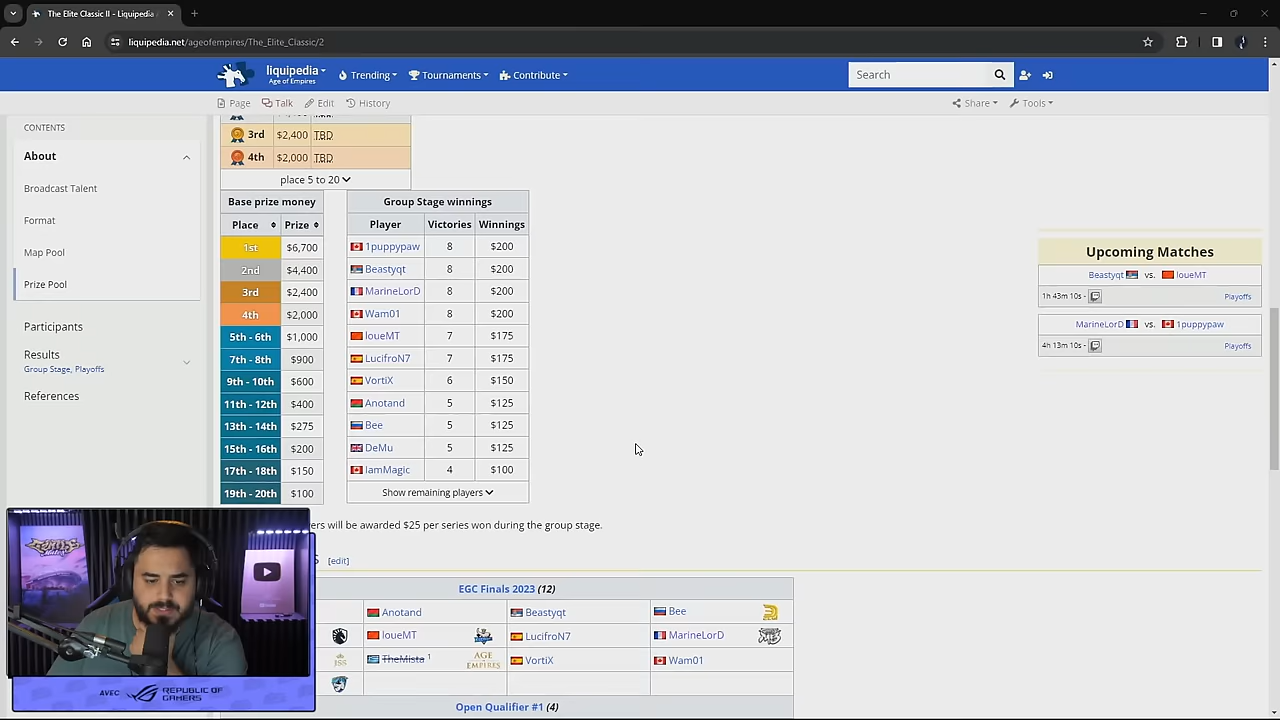 The Elite Classic II - Liquipedia
liquipedia.net/ageofempires/The_Elite_Classic/2
liquipedia
Age of Empires
Trending
Tournaments
Contribute
Search
Page
Talk
Edit
History
Share
Tools
CONTENTS
About
Broadcast Talent
Format
Map Pool
Prize Pool
Participants
Results
Group Stage, Playoffs
References
3rd $2,400 TBD
4th $2,000 TBD
place 5 to 20
Base prize money
Place Prize
1st $6,700
2nd $4,400
3rd $2,400
4th $2,000
5th - 6th $1,000
7th - 8th $900
9th - 10th $600
11th - 12th $400
13th - 14th $275
15th - 16th $200
17th - 18th $150
19th - 20th $100
Group Stage winnings
Player Victories Winnings
1puppypaw 8 $200
Beastyqt 8 $200
MarineLorD 8 $200
Wam01 8 $200
loueMT 7 $175
LucifroN7 7 $175
VortiX 6 $150
Anotand 5 $125
Bee 5 $125
DeMu 5 $125
IamMagic 4 $100
Show remaining players
Upcoming Matches
Beastyqt vs. loueMT
1h 43m 10s - Playoffs
MarineLorD vs. 1puppypaw
4h 13m 10s - Playoffs
will be awarded $25 per series won during the group stage.
[edit]
EGC Finals 2023 (12)
Anotand Beastyqt Bee
loueMT LucifroN7 MarineLorD
JSS TheMista 1 AGE EMPIRES VortiX Wam01
Open Qualifier #1 (4)
AVEC REPUBLIC OF GAMERS